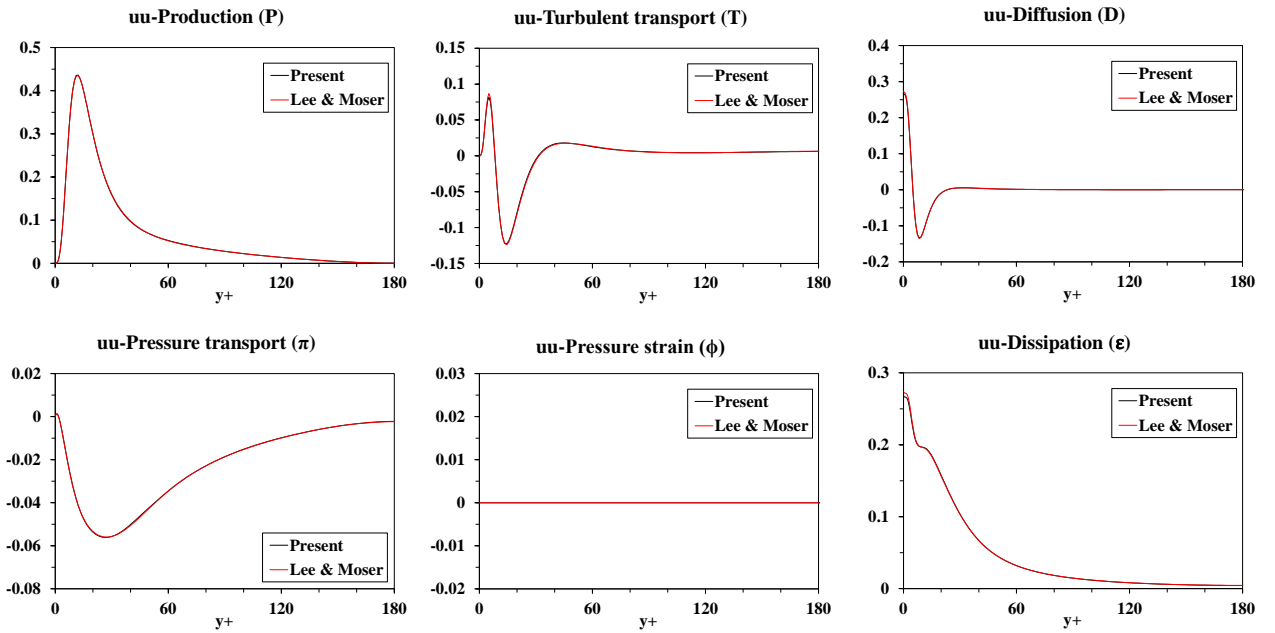 uu-Production (P)
0.5
0.4
0.3
0.2
0.1
0
0 60 120 180
y+
Present
Lee & Moser
uu-Turbulent transport (T)
0.15
0.1
0.05
0
-0.05
-0.1
-0.15
0 60 120 180
y+
Present
Lee & Moser
uu-Diffusion (D)
0.4
0.3
0.2
0.1
0
-0.1
-0.2
0 60 120 180
y+
Present
Lee & Moser
uu-Pressure transport (π)
0.02
0
-0.02
-0.04
-0.06
-0.08
0 60 120 180
y+
Present
Lee & Moser
uu-Pressure strain (ϕ)
0.03
0.02
0.01
0
-0.01
-0.02
0 60 120 180
y+
Present
Lee & Moser
uu-Dissipation (ε)
0.3
0.2
0.1
0
0 60 120 180
y+
Present
Lee & Moser